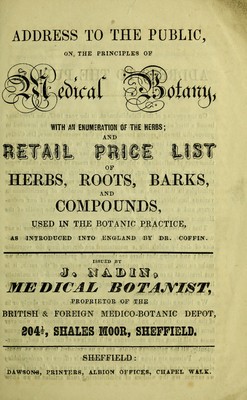 ADDRESS TO THE PUBLIC,
ON, THE PRINCIPLES OF
Medical Botany,
WITH AN ENUMERATION OF THE HERBS;
AND
RETAIL PRICE LIST
OF
HERBS, ROOTS, BARKS,
AND
COMPOUNDS,
USED IN THE BOTANIC PRACTICE,
AS INTRODUCED INTO ENGLAND BY DR. COFFIN.
ISSUED BY
J. NADIN,
MEDICAL BOTANIST,
PROPRIETOR OF THE
BRITISH & FOREIGN MEDICO-BOTANIC DEPOT,
204½, SHALES MOOR, SHEFFIELD.
SHEFFIELD:
DAWSONS, PRINTERS, ALBION OFFICES, CHAPEL WALK.